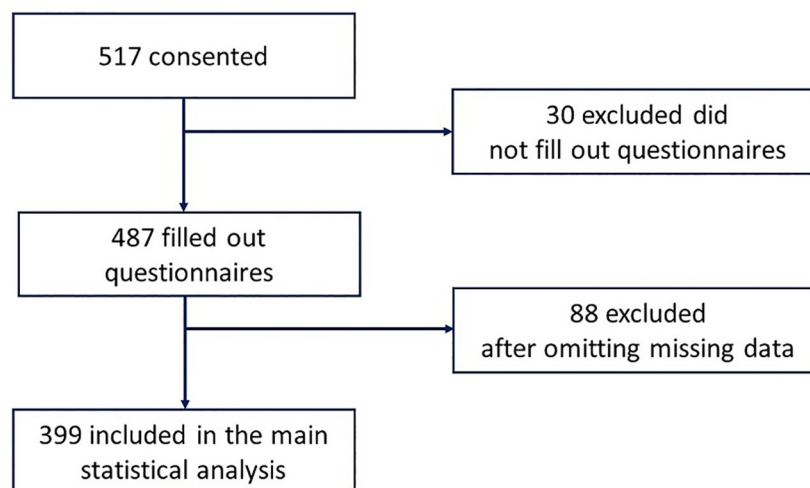 517 consented
30 excluded did
not fill out questionnaires
487 filled out
questionnaires
88 excluded
after omitting missing data
399 included in the main
statistical analysis